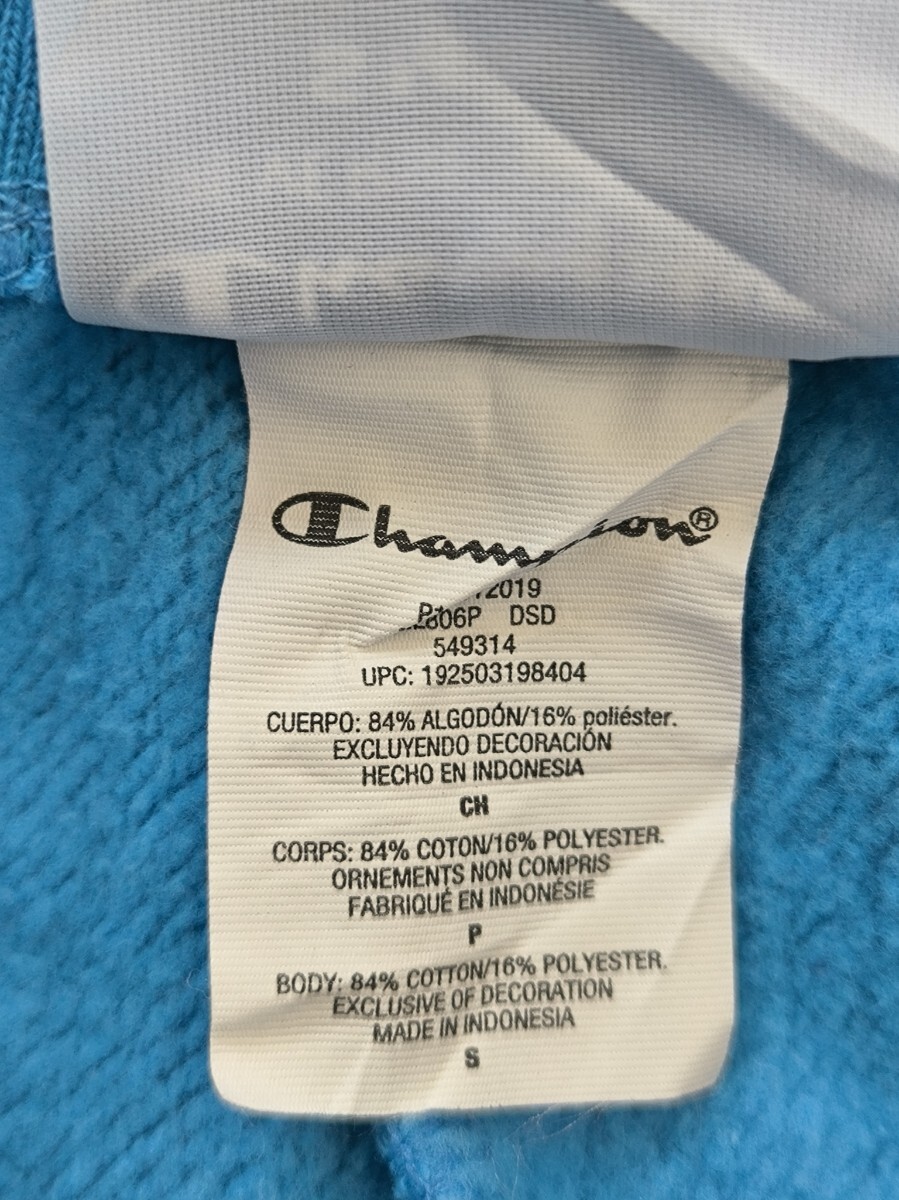 Champion®
2019
806P DSD
549314
UPC: 192503198404
CUERPO: 84% ALGODÓN/16% poliéster.
EXCLUYENDO DECORACIÓN
HECHO EN INDONESIA
CH
CORPS: 84% COTON/16% POLYESTER.
ORNEMENTS NON COMPRIS
FABRIQUÉ EN INDONÉSIE
P
BODY: 84% COTTON/16% POLYESTER.
EXCLUSIVE OF DECORATION
MADE IN INDONESIA
S